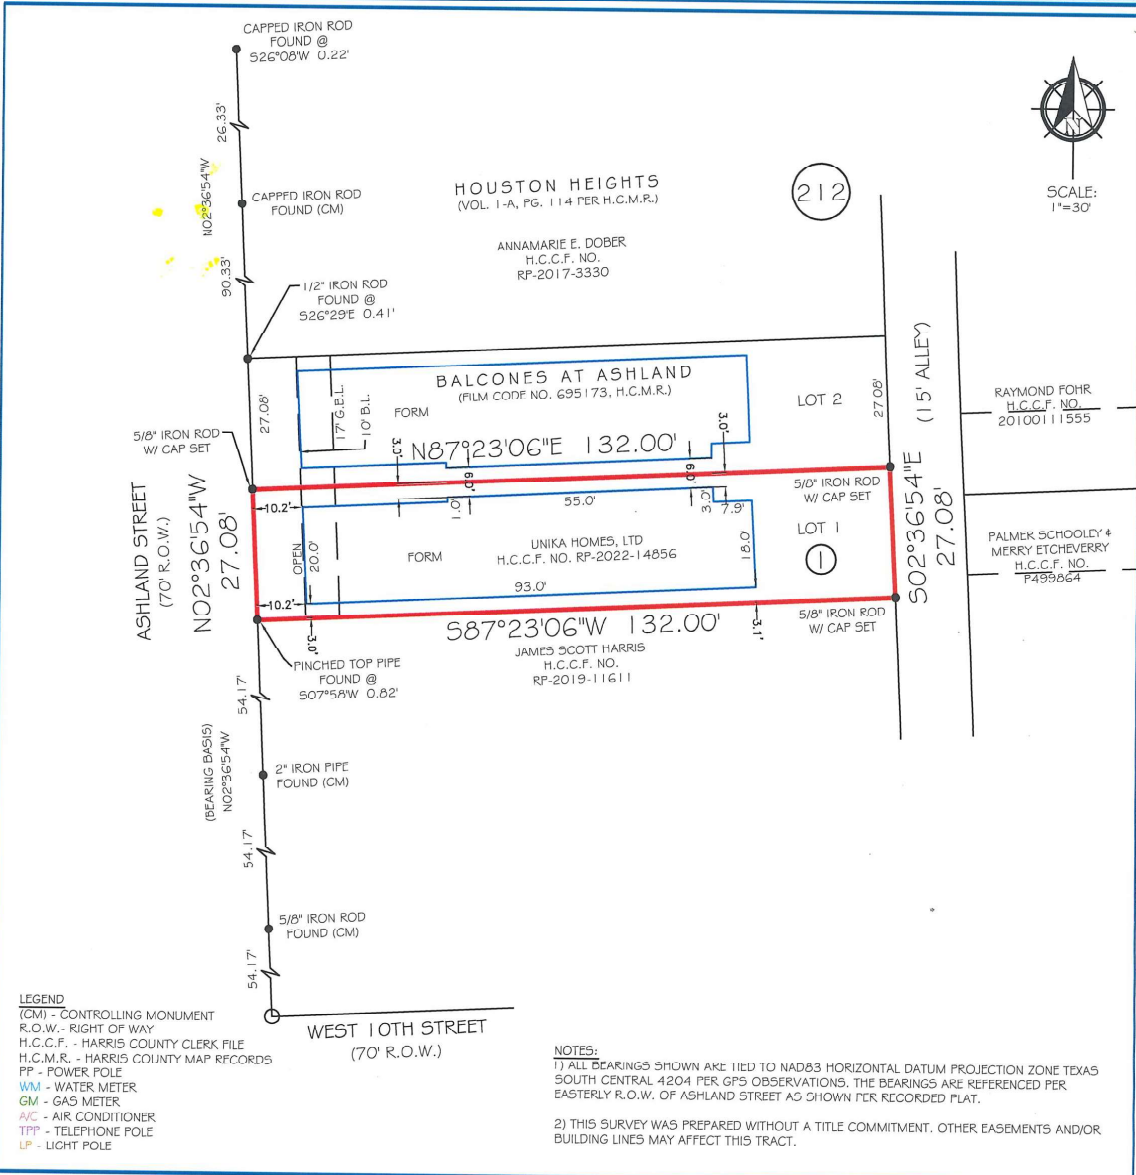 CAPPED IRON ROD
FOUND @
S26°08'W 0.22'
26.33'
N02°36'54"W
CAPPED IRON ROD
FOUND (CM)
90.33'
1/2" IRON ROD
FOUND @
S26°29'E 0.41'
HOUSTON HEIGHTS
(VOL. 1-A, PG. 114 PER H.C.M.R.)
212
ANNAMARIE E. DOBER
H.C.C.F. NO.
RP-2017-3330
N
SCALE:
1"=30'
(15' ALLEY)
RAYMOND FOHR
H.C.C.F. NO.
20100111555
PALMER SCHOOLEY &
MERRY ETCHEVERRY
H.C.C.F. NO.
P499864
BALCONES AT ASHLAND
(FILM CODE NO. 695173, H.C.M.R.)
FORM
17' G.B.L.
10' B.L.
LOT 2
27.08'
27.08'
5/8" IRON ROD
W/ CAP SET
3.0'
N87°23'06"E 132.00'
3.0'
6.0'
6.0'
5/8" IRON ROD
W/ CAP SET
ASHLAND STREET
(70' R.O.W.)
N02°36'54"W
27.08'
10.2'
1.0'
55.0'
3.0'
7.9'
LOT 1
1
OPEN
20.0'
FORM
UNIKA HOMES, LTD
H.C.C.F. NO. RP-2022-14856
18.0'
93.0'
10.2'
S02°36'54"E
27.08'
3.0'
S87°23'06"W 132.00'
3.1'
5/8" IRON ROD
W/ CAP SET
JAMES SCOTT HARRIS
H.C.C.F. NO.
RP-2019-11611
PINCHED TOP PIPE
FOUND @
S07°58'W 0.82'
54.17'
(BEARING BASIS)
N02°36'54"W
2" IRON PIPE
FOUND (CM)
54.17'
5/8" IRON ROD
FOUND (CM)
54.17'
WEST 10TH STREET
(70' R.O.W.)
LEGEND
(CM) - CONTROLLING MONUMENT
R.O.W.- RIGHT OF WAY
H.C.C.F. - HARRIS COUNTY CLERK FILE
H.C.M.R. - HARRIS COUNTY MAP RECORDS
PP - POWER POLE
WM - WATER METER
GM - GAS METER
A/C - AIR CONDITIONER
TPP - TELEPHONE POLE
LP - LIGHT POLE
NOTES:
1) ALL BEARINGS SHOWN ARE TIED TO NAD83 HORIZONTAL DATUM PROJECTION ZONE TEXAS
SOUTH CENTRAL 4204 PER GPS OBSERVATIONS. THE BEARINGS ARE REFERENCED PER
EASTERLY R.O.W. OF ASHLAND STREET AS SHOWN PER RECORDED PLAT.
2) THIS SURVEY WAS PREPARED WITHOUT A TITLE COMMITMENT. OTHER EASEMENTS AND/OR
BUILDING LINES MAY AFFECT THIS TRACT.